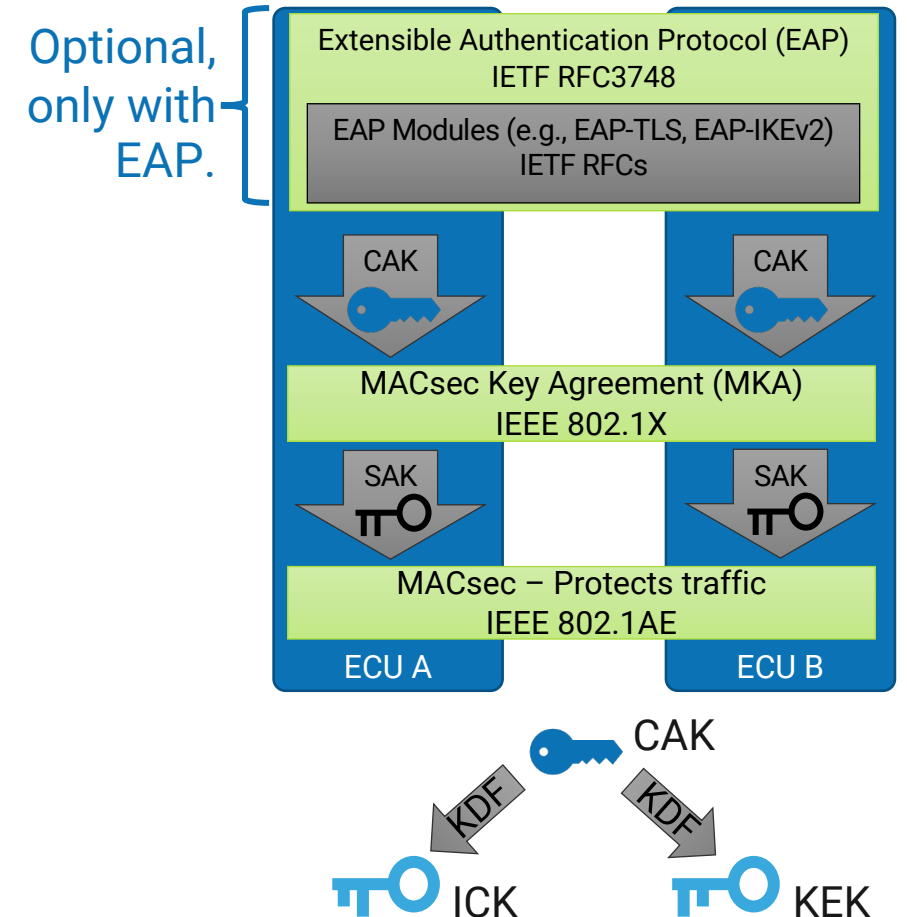 Optional,
only with
EAP.
Extensible Authentication Protocol (EAP)
IETF RFC3748
EAP Modules (e.g., EAP-TLS, EAP-IKEv2)
IETF RFCs
CAK
CAK
MACsec Key Agreement (MKA)
IEEE 802.1X
SAK
SAK
MACsec – Protects traffic
IEEE 802.1AE
ECU A
ECU B
CAK
KDF
KDF
ICK
KEK